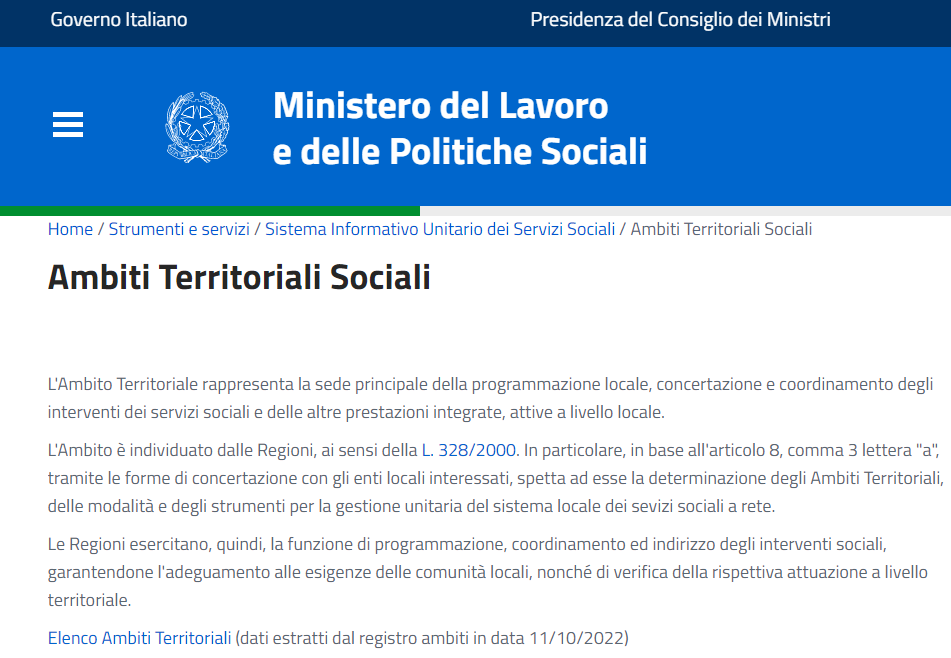 Governo Italiano Presidenza del Consiglio dei Ministri
Ministero del Lavoro
e delle Politiche Sociali
Home / Strumenti e servizi / Sistema Informativo Unitario dei Servizi Sociali / Ambiti Territoriali Sociali
Ambiti Territoriali Sociali
L'Ambito Territoriale rappresenta la sede principale della programmazione locale, concertazione e coordinamento degli
interventi dei servizi sociali e delle altre prestazioni integrate, attive a livello locale.
L'Ambito è individuato dalle Regioni, ai sensi della L. 328/2000. In particolare, in base all'articolo 8, comma 3 lettera "a",
tramite le forme di concertazione con gli enti locali interessati, spetta ad esse la determinazione degli Ambiti Territoriali,
delle modalità e degli strumenti per la gestione unitaria del sistema locale dei sevizi sociali a rete.
Le Regioni esercitano, quindi, la funzione di programmazione, coordinamento ed indirizzo degli interventi sociali,
garantendone l'adeguamento alle esigenze delle comunità locali, nonché di verifica della rispettiva attuazione a livello
territoriale.
Elenco Ambiti Territoriali (dati estratti dal registro ambiti in data 11/10/2022)